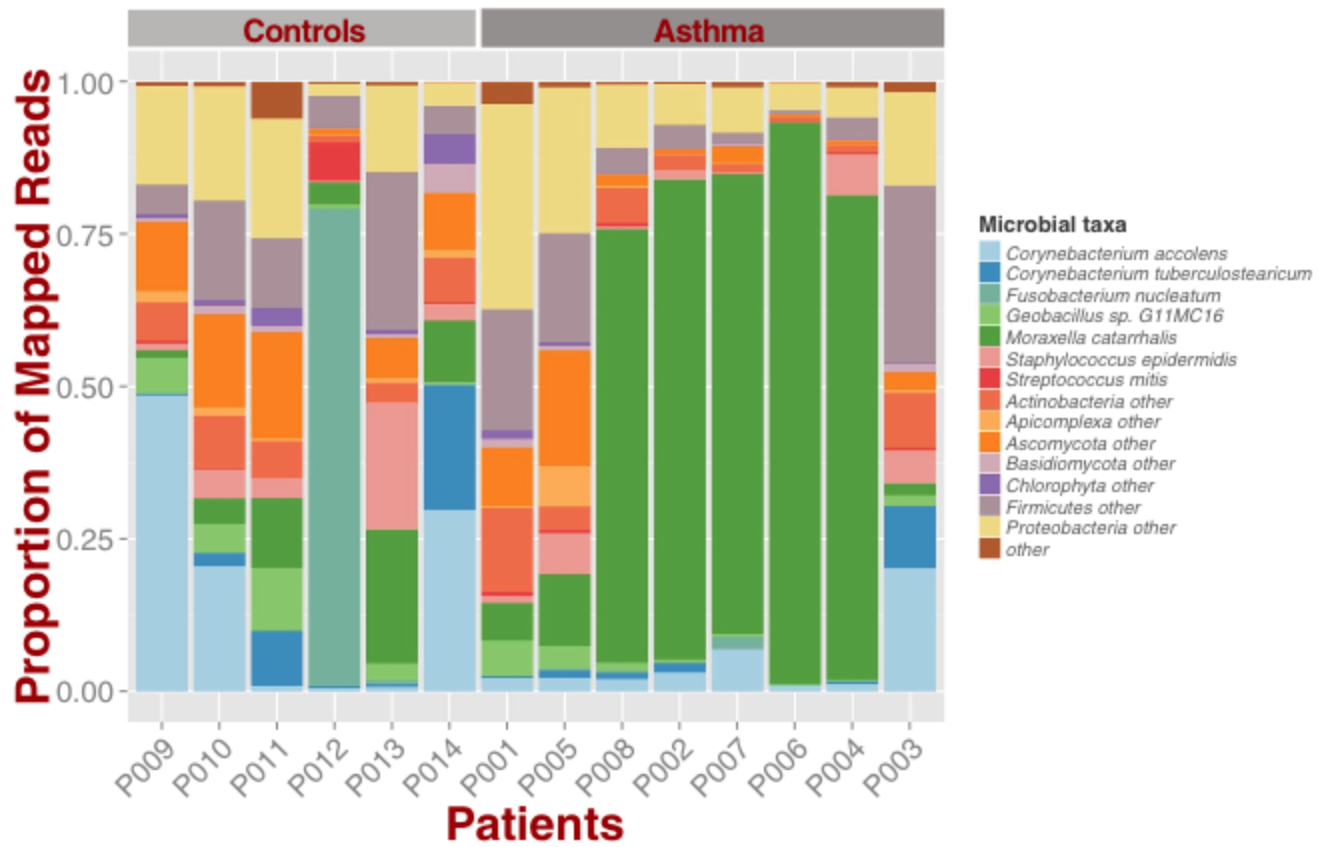 Controls
Asthma
Proportion of Mapped Reads
1.00
0.75
0.50
0.25
0.00
P009
P010
P011
P012
P013
P014
P001
P005
P008
P002
P007
P006
P004
P003
Patients
Microbial taxa
Corynebacterium accolens
Corynebacterium tuberculostearicum
Fusobacterium nucleatum
Geobacillus sp. G11MC16
Moraxella catarrhalis
Staphylococcus epidermidis
Streptococcus mitis
Actinobacteria other
Apicomplexa other
Ascomycota other
Basidiomycota other
Chlorophyta other
Firmicutes other
Proteobacteria other
other